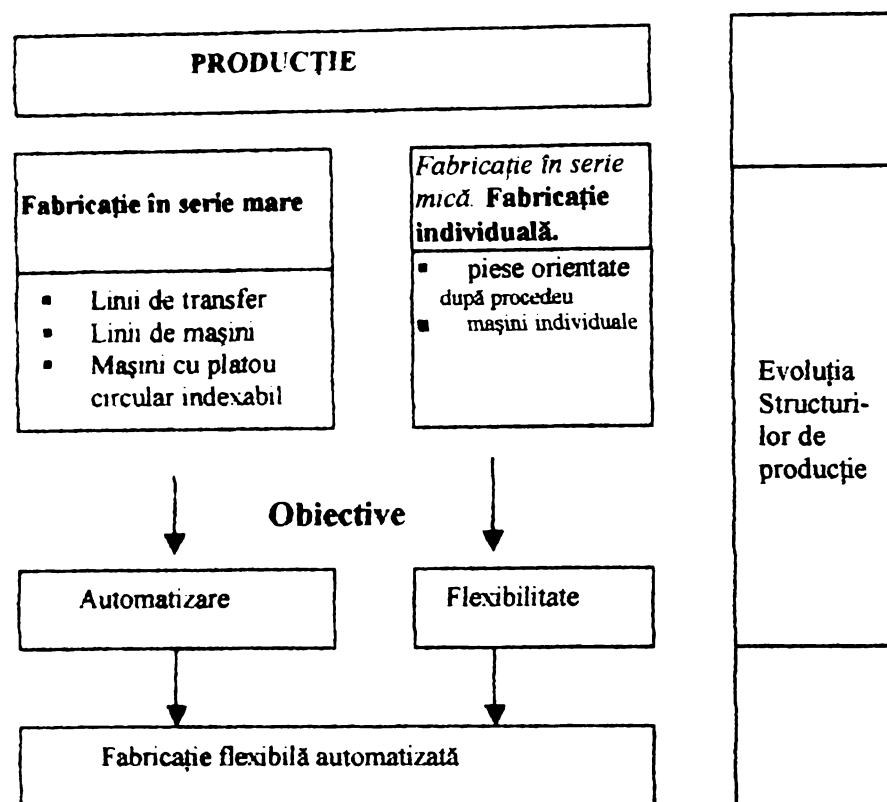 PRODUCȚIE
Fabricație în serie mare
▪ Linii de transfer
▪ Linii de mașini
▪ Mașini cu platou
circular indexabil
Fabricație în serie
mică. Fabricație
individuală.
▪ piese orientate
după procedeu
▪ mașini individuale
Obiective
Automatizare
Flexibilitate
Fabricație flexibilă automatizată
Evoluția
Structuri-
lor de
producție